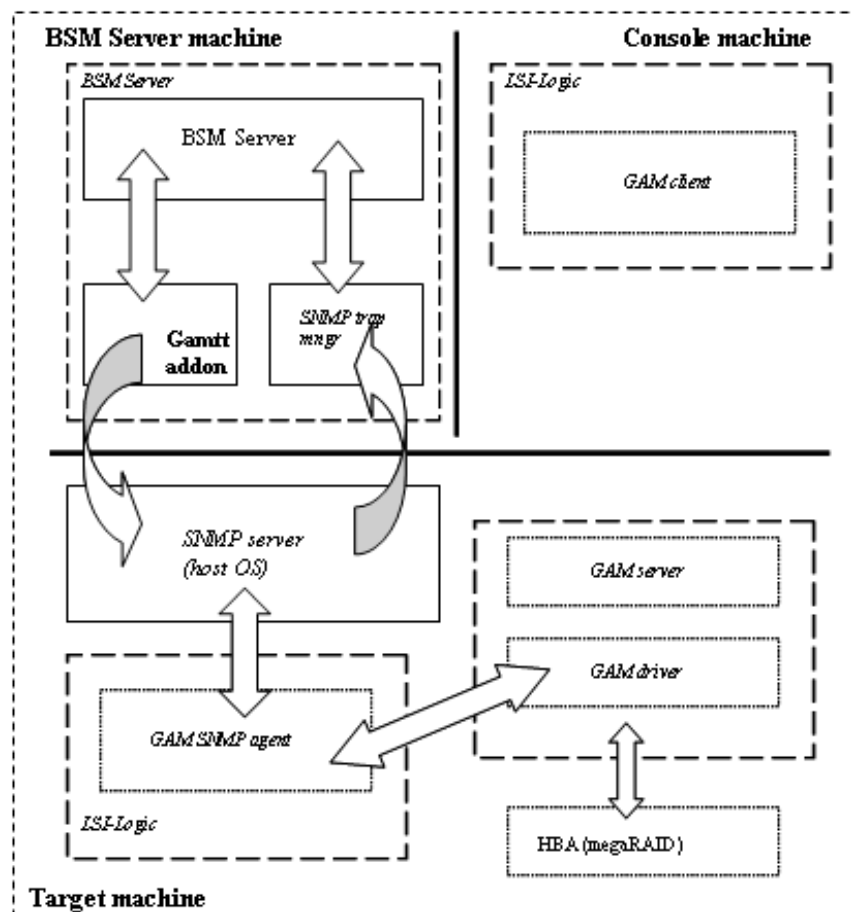 BSM Server machine
Console machine
BSM Server
BSM Server
LSI-Logic
GAM client
Gamtt
addon
SNMP trap
mngr
SNMP server
(host OS)
GAM server
GAM driver
GAM SNMP agent
LSI-Logic
HBA (megaRAID)
Target machine